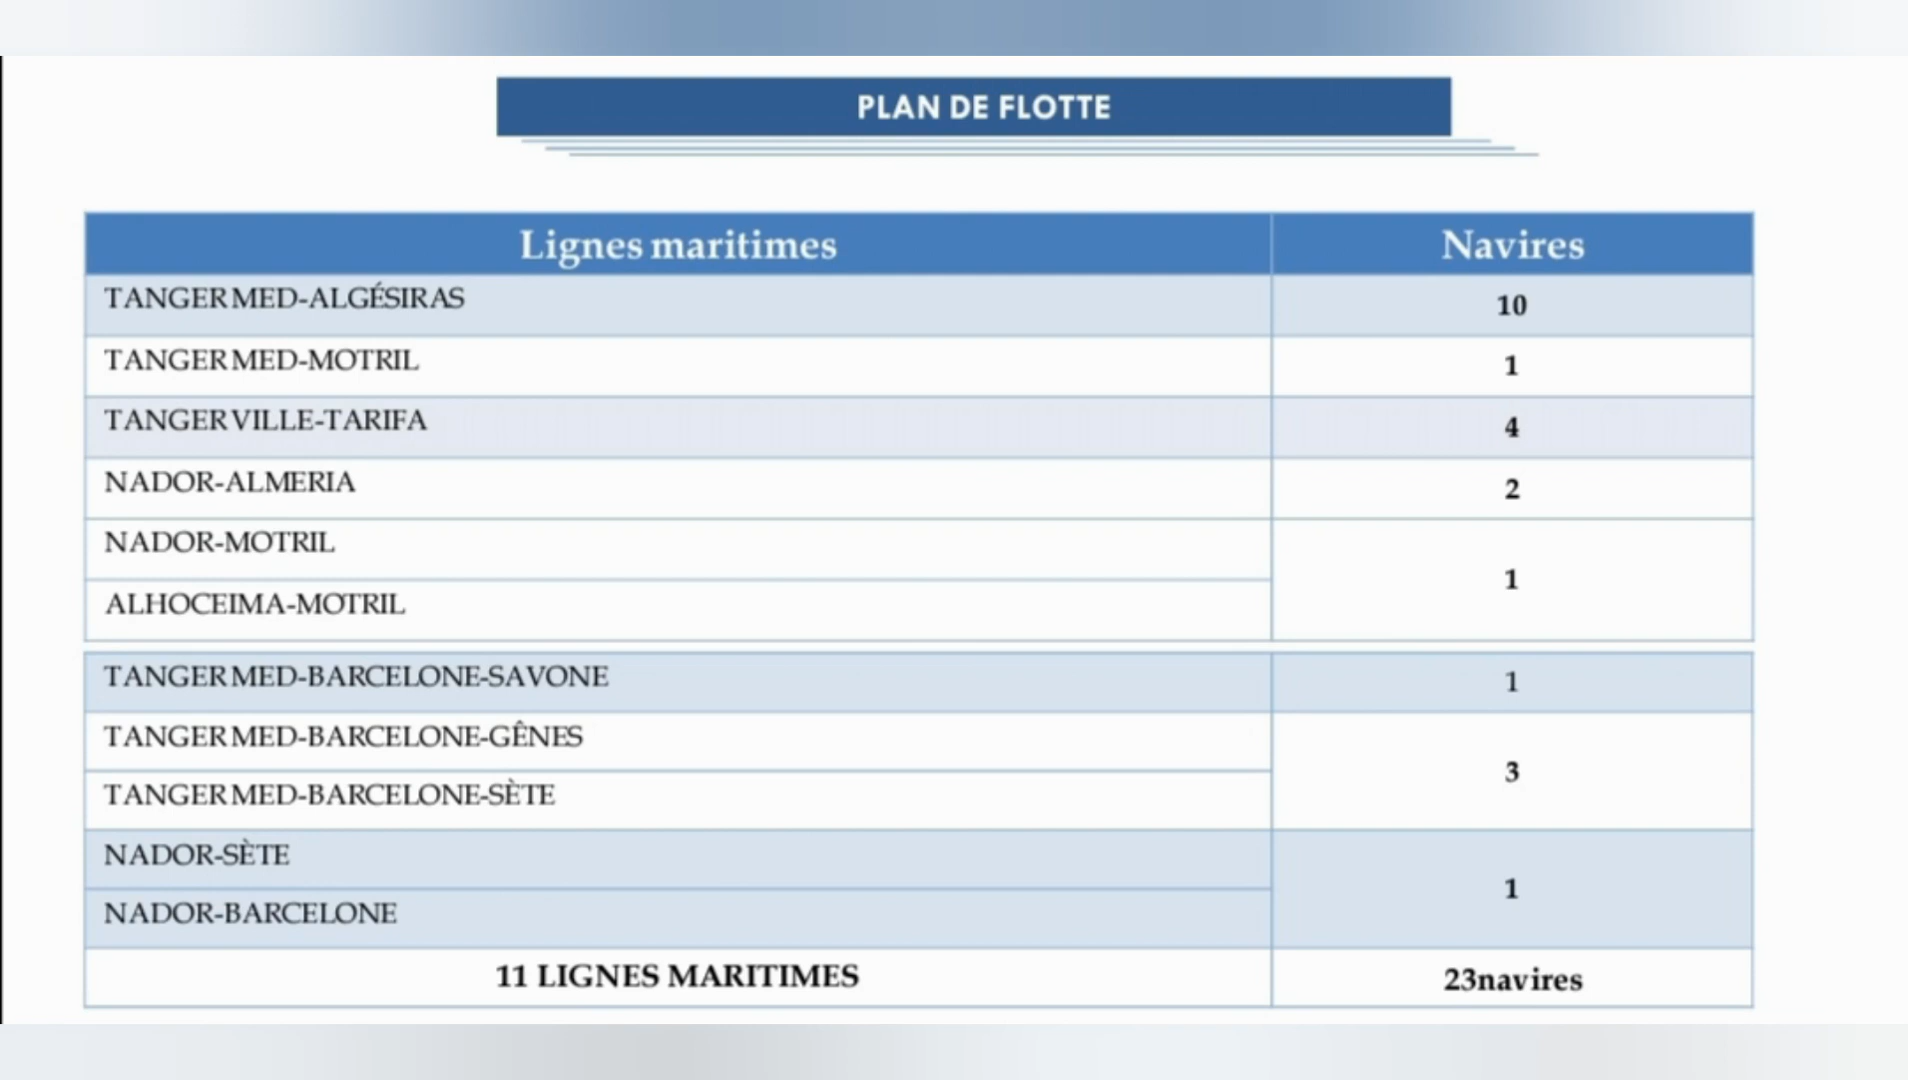 PLAN DE FLOTTE
Lignes maritimes Navires
TANGER MED-ALGÉSIRAS 10
TANGER MED-MOTRIL 1
TANGER VILLE-TARIFA 4
NADOR-ALMERIA 2
NADOR-MOTRIL
1
ALHOCEIMA-MOTRIL
TANGER MED-BARCELONE-SAVONE 1
TANGER MED-BARCELONE-GÊNES
3
TANGER MED-BARCELONE-SÈTE
NADOR-SÈTE
1
NADOR-BARCELONE
11 LIGNES MARITIMES 23navires